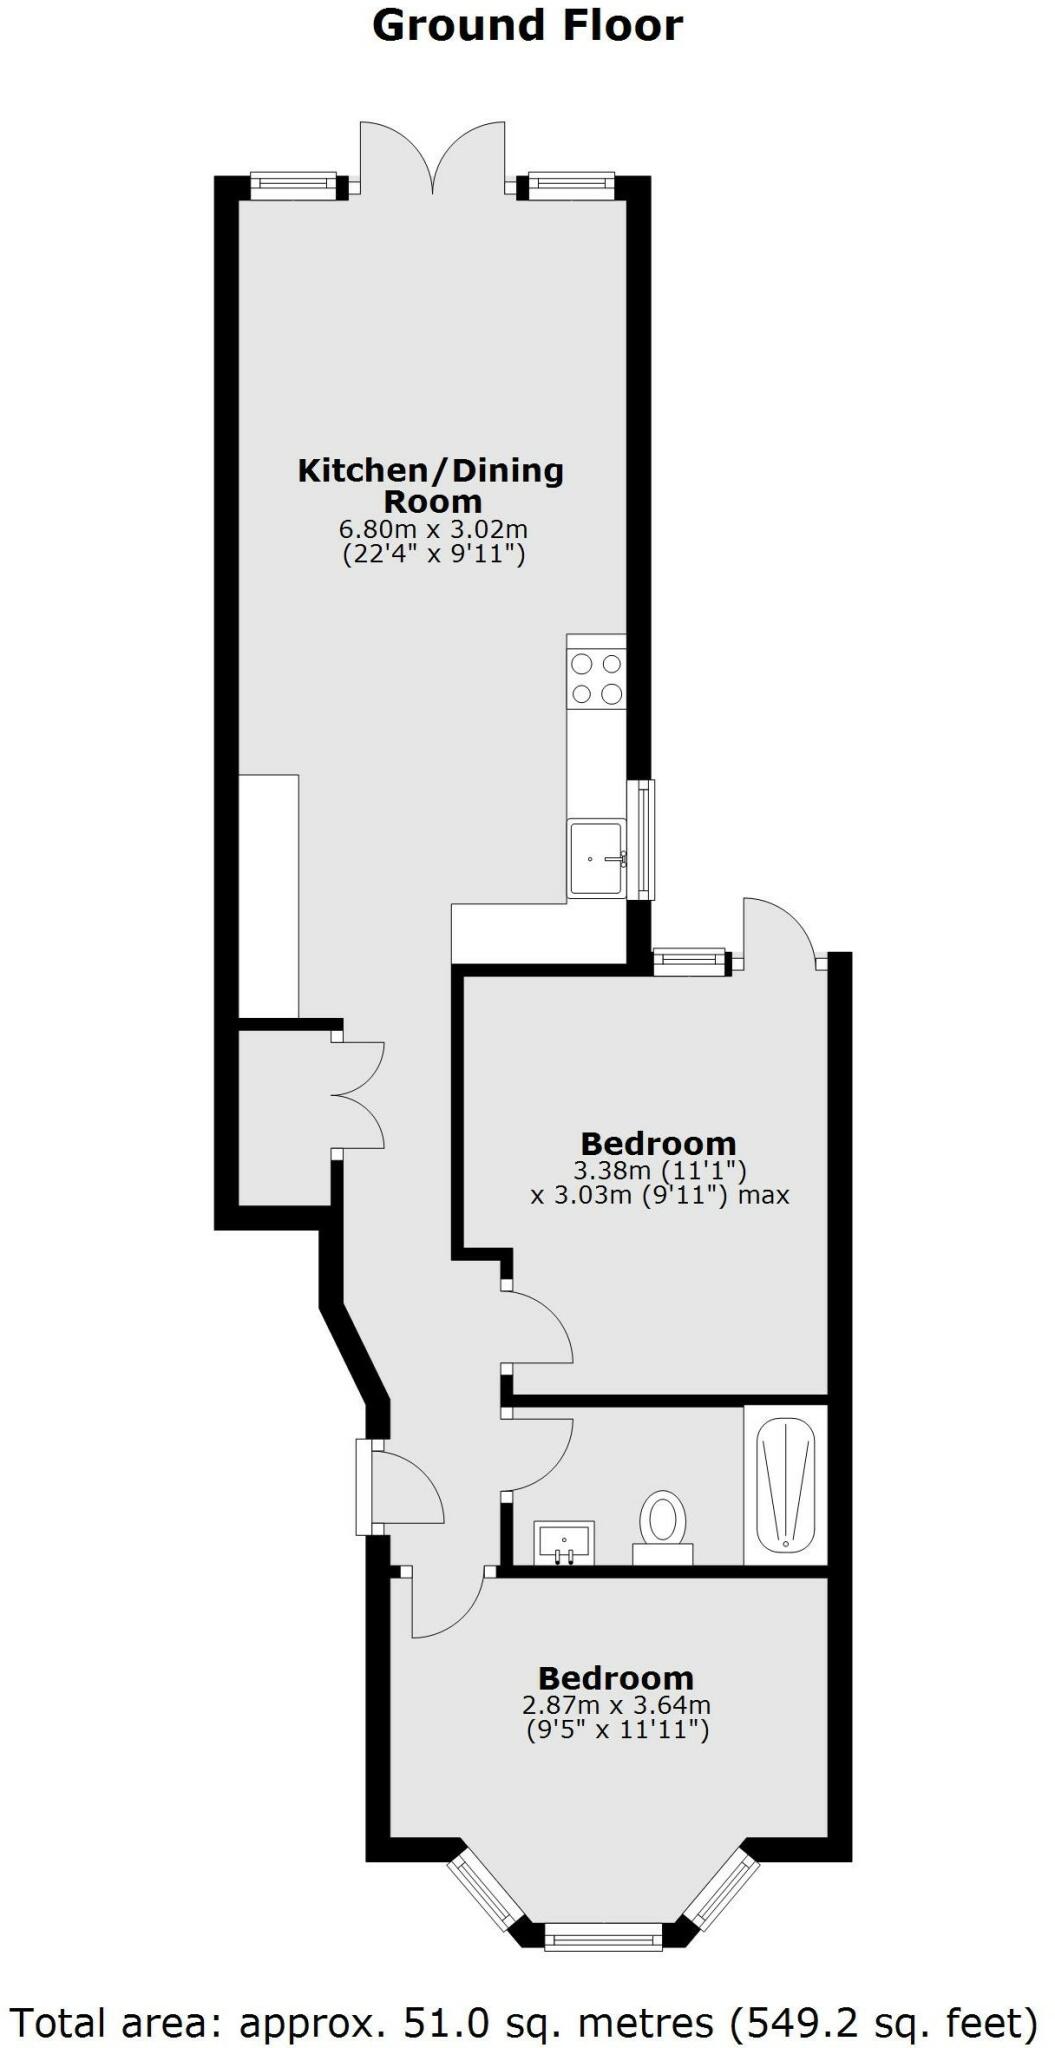 Ground Floor
Kitchen/Dining
Room
6.80m x 3.02m
(22'4" x 9'11")
Bedroom
3.38m (11'1")
x 3.03m (9'11") max
Bedroom
2.87m x 3.64m
(9'5" x 11'11")
Total area: approx. 51.0 sq. metres (549.2 sq. feet)